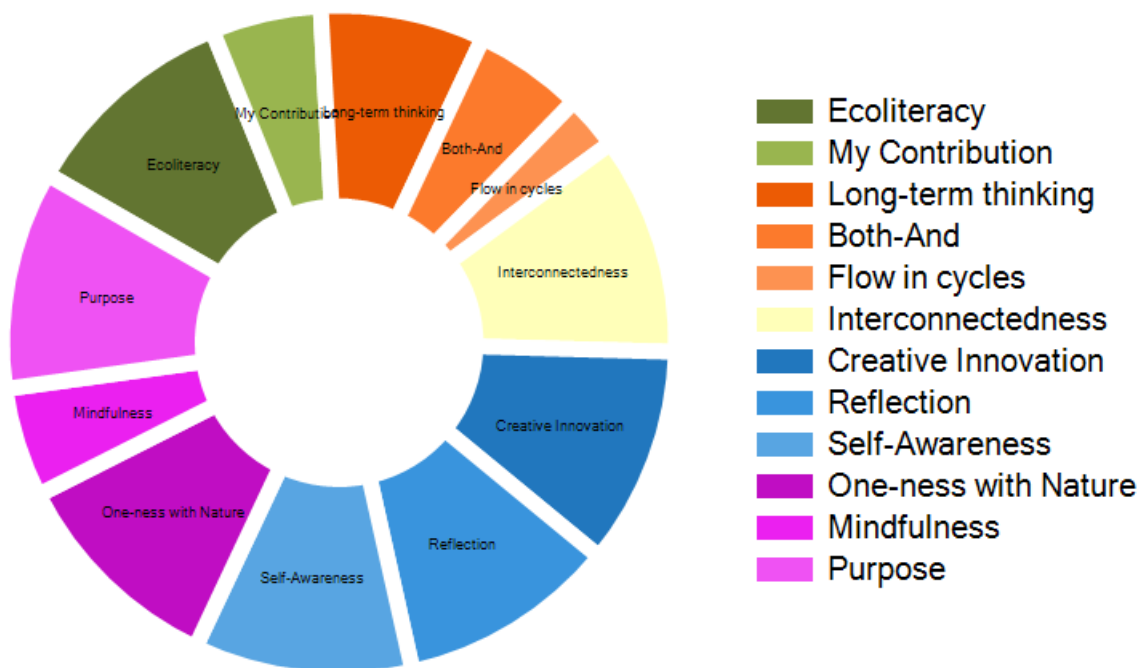 My Contribution
Long-term thinking
Both-And
Ecoliteracy
Flow in cycles
Interconnectedness
Purpose
Mindfulness
Creative Innovation
One-ness with Nature
Reflection
Self-Awareness
Ecoliteracy
My Contribution
Long-term thinking
Both-And
Flow in cycles
Interconnectedness
Creative Innovation
Reflection
Self-Awareness
One-ness with Nature
Mindfulness
Purpose